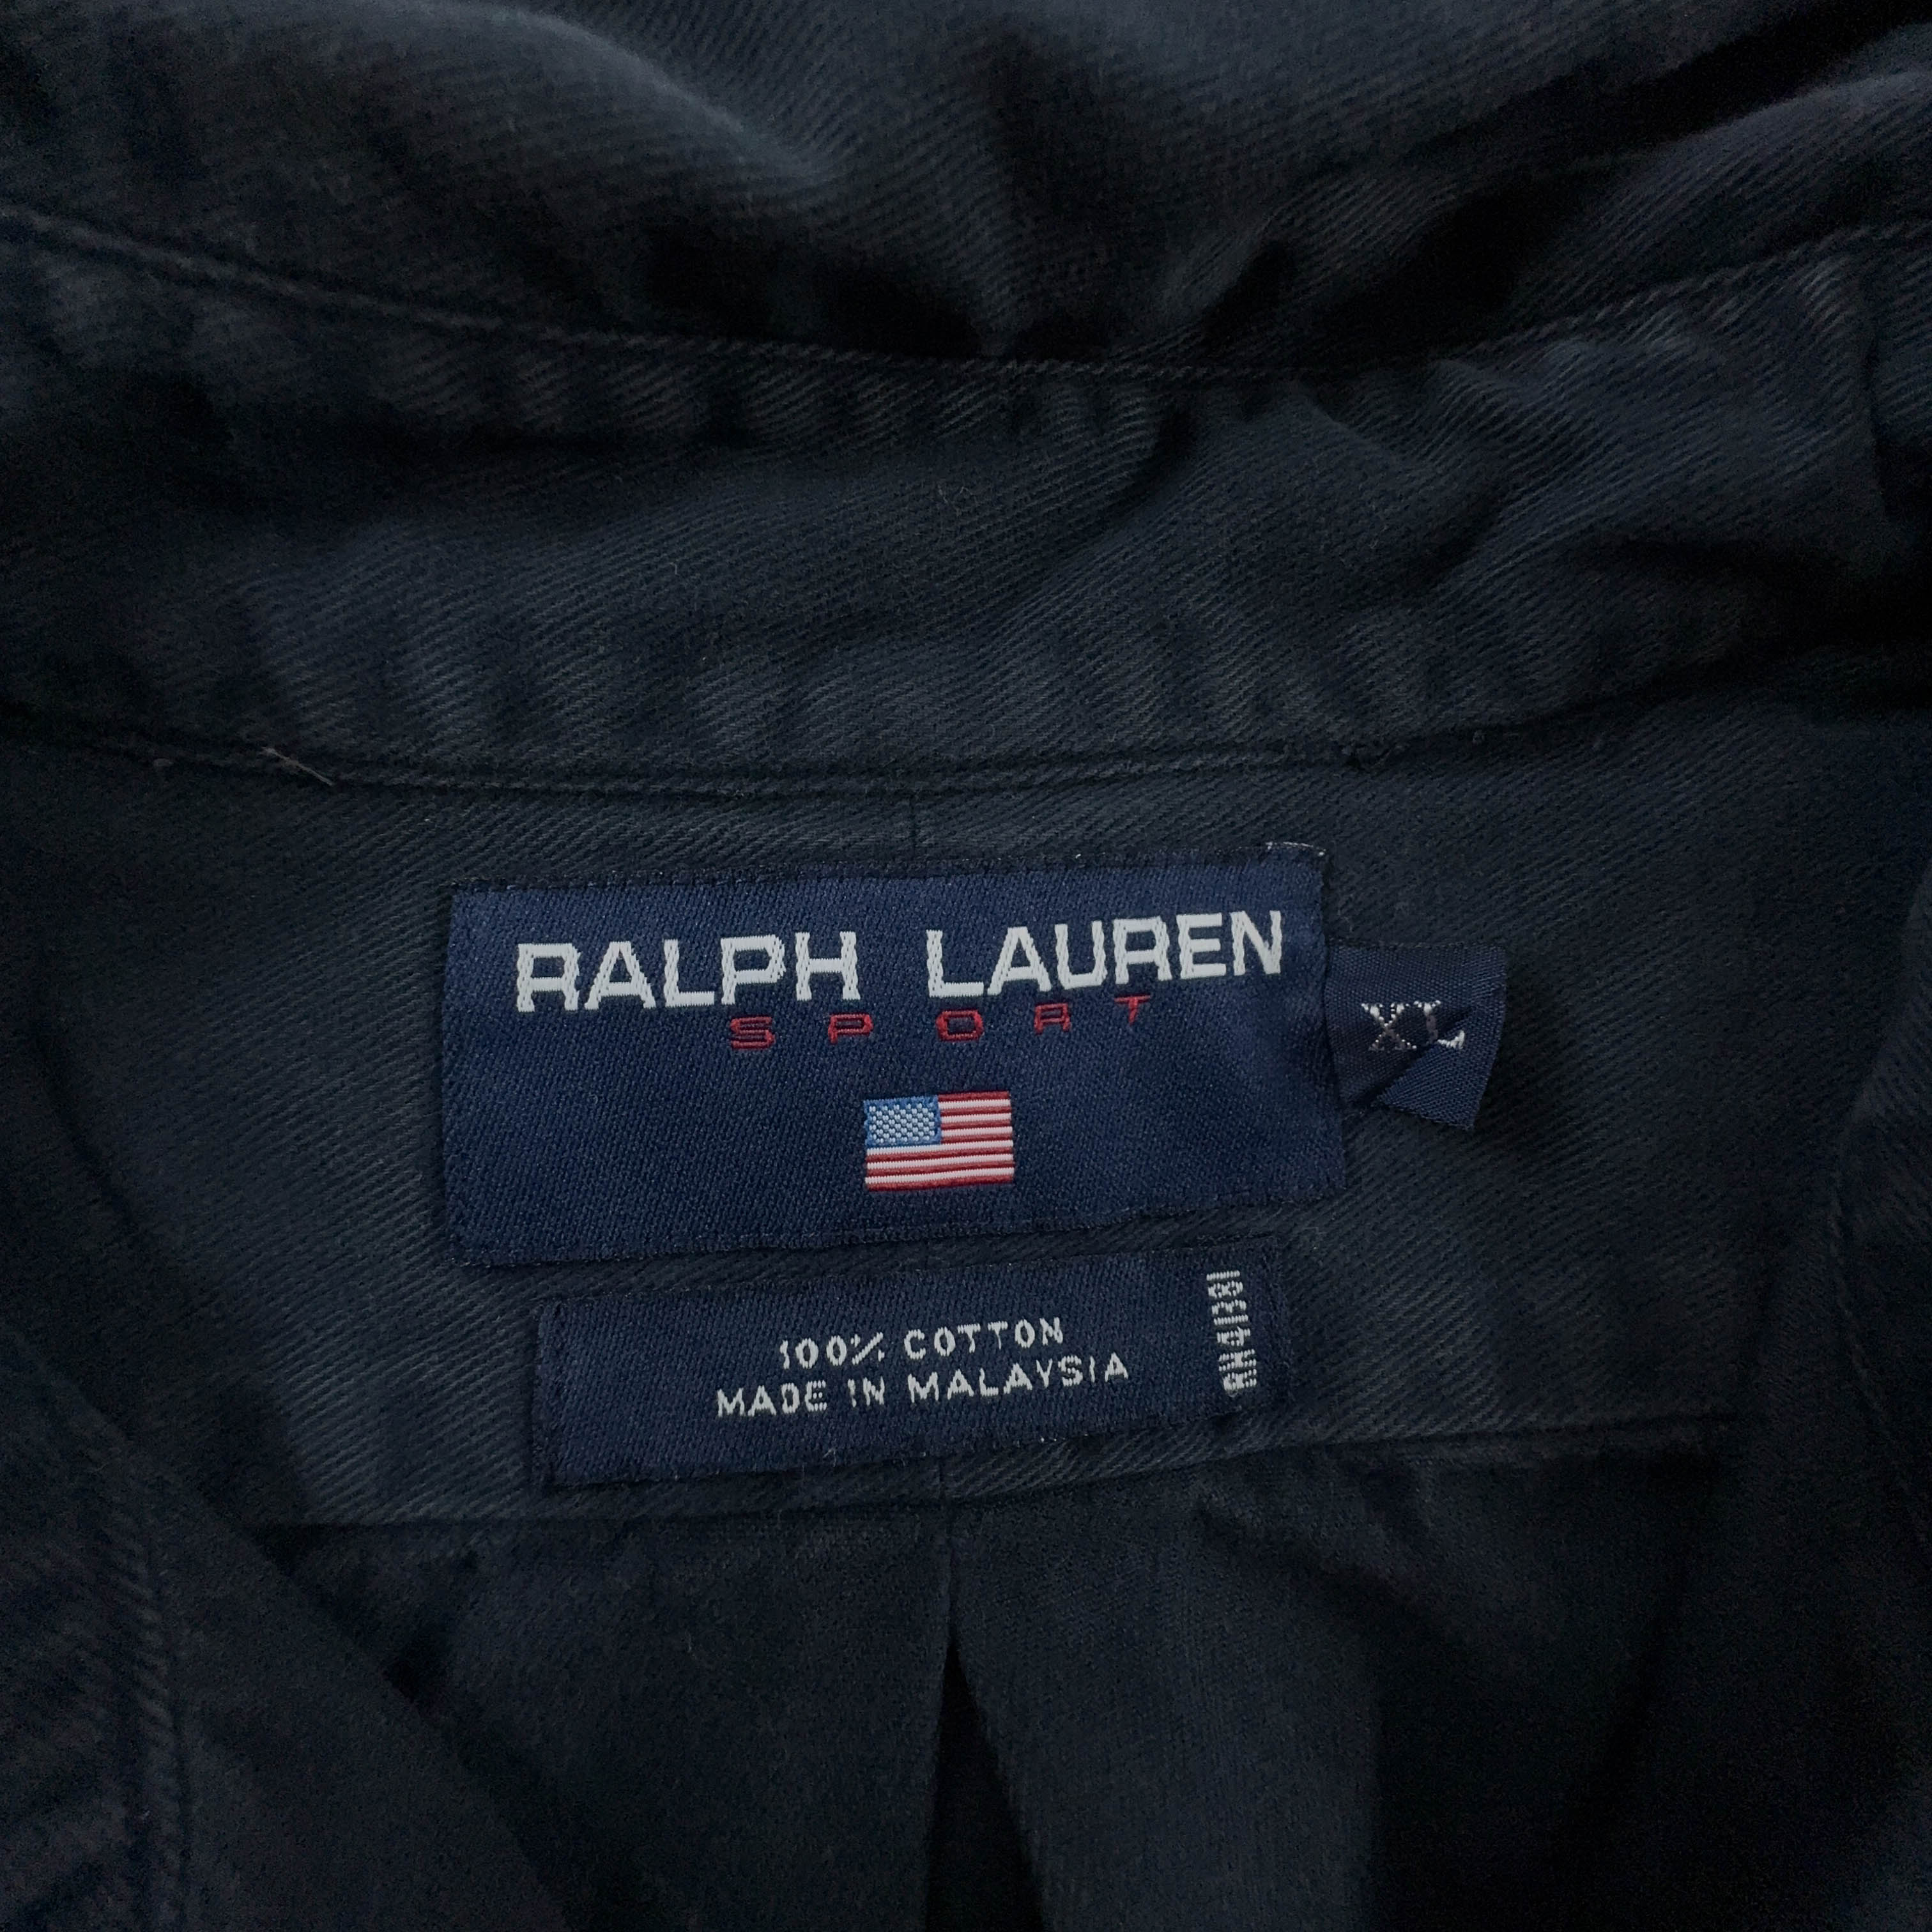 RALPH LAUREN
SPORT
XL
100% COTTON
MADE IN MALAYSIA